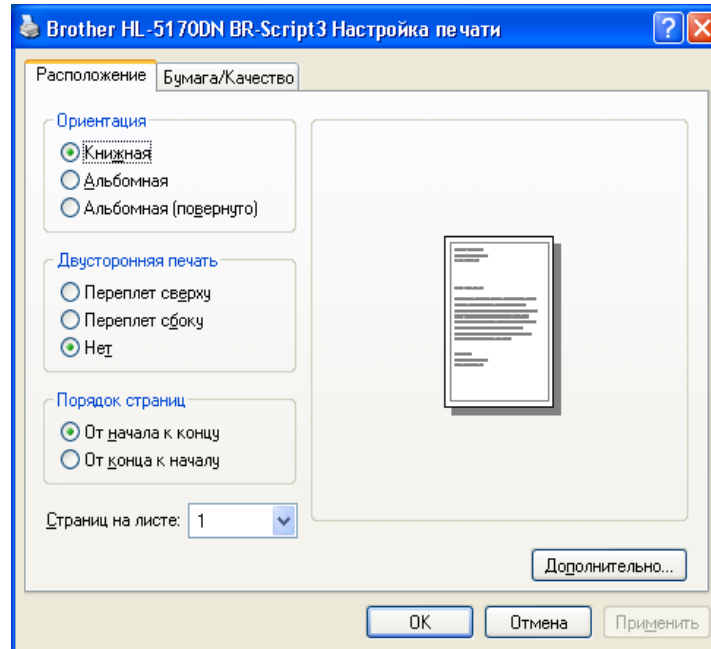 Brother HL-5170DN BR-Script3 Настройка печати
Расположение
Бумага/Качество
Ориентация
Книжная
Альбомная
Альбомная (повернуто)
Двусторонняя печать
Переплет сверху
Переплет сбоку
Нет
Порядок страниц
От начала к концу
От конца к началу
Страниц на листе: 1
Дополнительно...
OK
Отмена
Применить